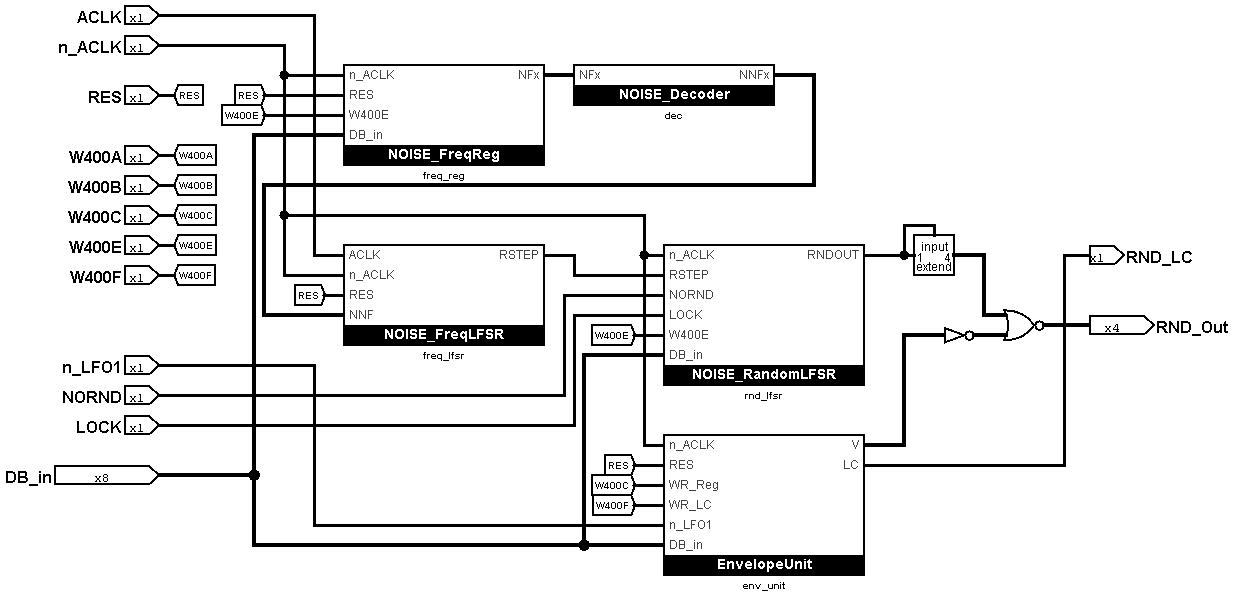 ACLK x1
n_ACLK x1
RES x1 RES
W400A x1 W400A
W400B x1 W400B
W400C x1 W400C
W400E x1 W400E
W400F x1 W400F
n_LFO1 x1
NORND x1
LOCK x1
DB_in x8
n_ACLK NFx
RES RES
W400E W400E
DB_in
NOISE_FreqReg
freq_reg
NFx NNFx
NOISE_Decoder
dec
ACLK RSTEP
n_ACLK
RES RES
NNF
NOISE_FreqLFSR
freq_lfsr
n_ACLK RNDOUT
RSTEP
NORND
LOCK
W400E W400E
DB_in
NOISE_RandomLFSR
rnd_lfsr
input
1 4
extend
n_ACLK V
RES RES LC
W400C WR_Reg
W400F WR_LC
n_LFO1
DB_in
EnvelopeUnit
env_unit
x1 RND_LC
x4 RND_Out